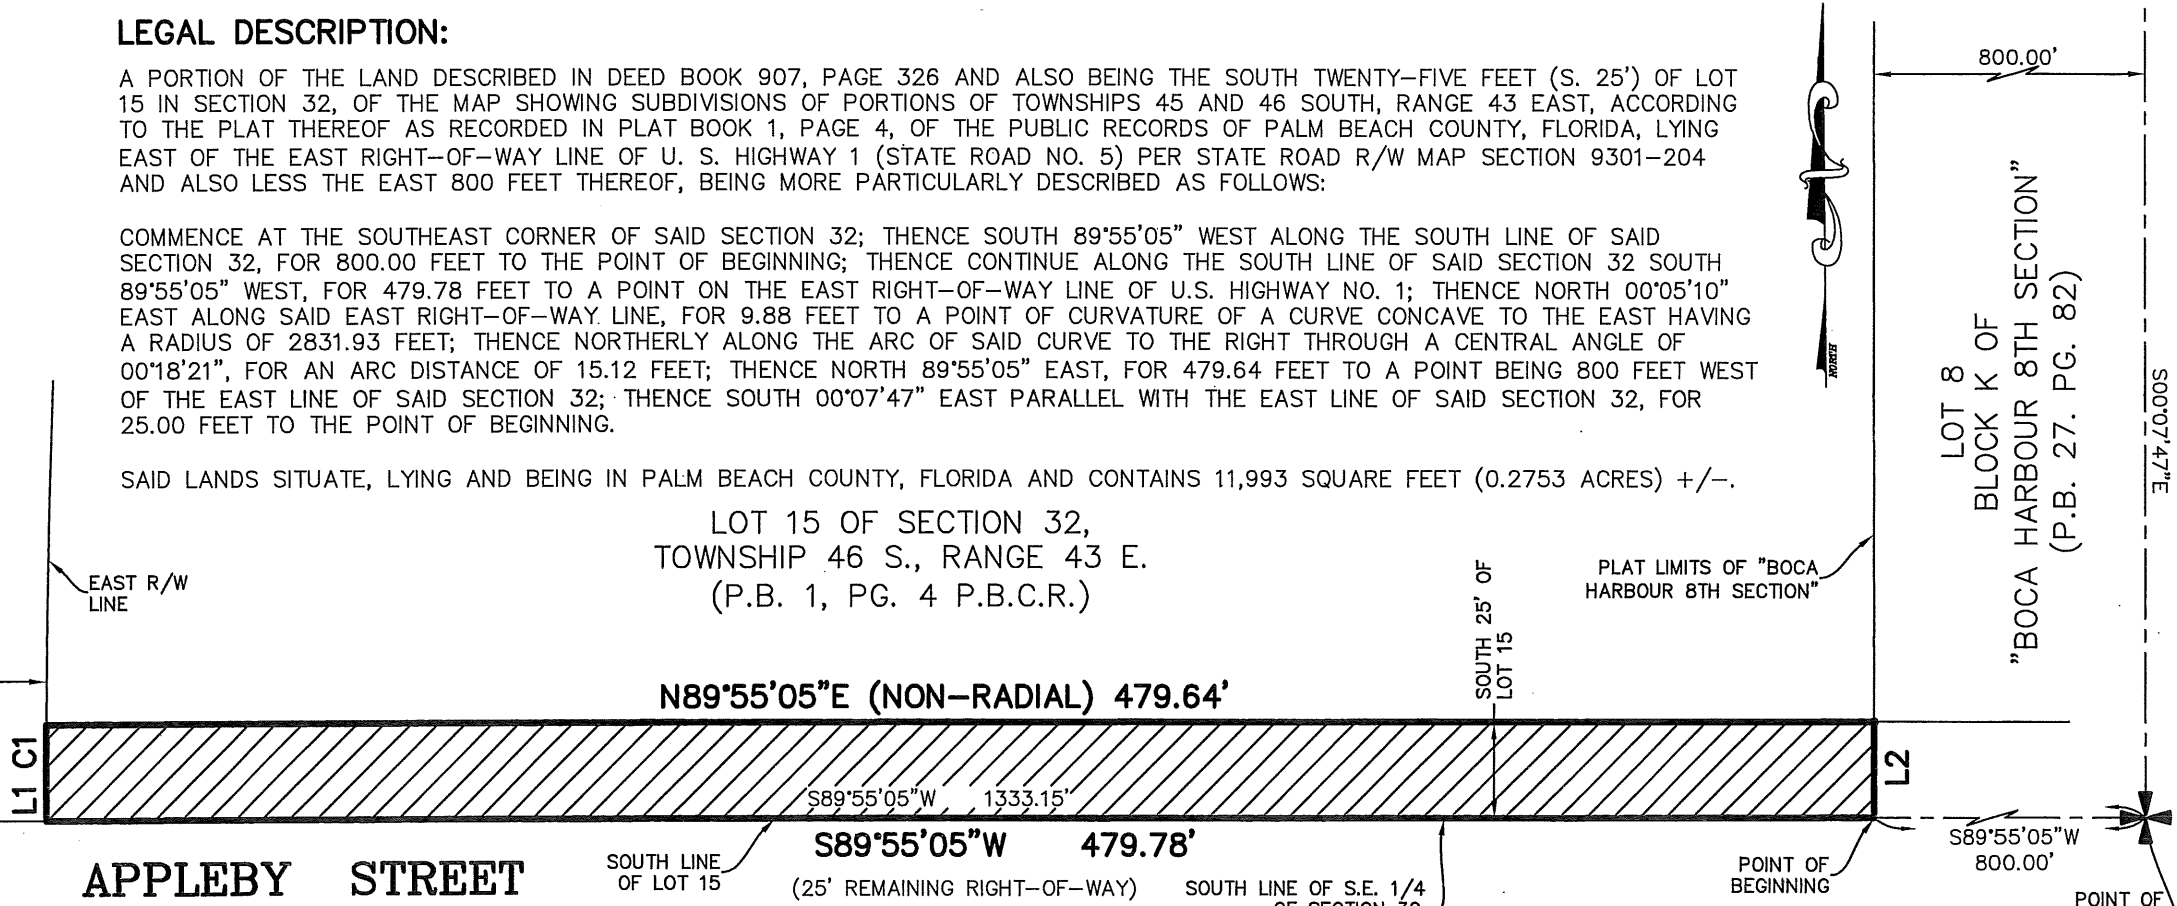 LEGAL DESCRIPTION:
A PORTION OF THE LAND DESCRIBED IN DEED BOOK 907, PAGE 326 AND ALSO BEING THE SOUTH TWENTY-FIVE FEET (S. 25') OF LOT
15 IN SECTION 32, OF THE MAP SHOWING SUBDIVISIONS OF PORTIONS OF TOWNSHIPS 45 AND 46 SOUTH, RANGE 43 EAST, ACCORDING
TO THE PLAT THEREOF AS RECORDED IN PLAT BOOK 1, PAGE 4, OF THE PUBLIC RECORDS OF PALM BEACH COUNTY, FLORIDA, LYING
EAST OF THE EAST RIGHT-OF-WAY LINE OF U. S. HIGHWAY 1 (STATE ROAD NO. 5) PER STATE ROAD R/W MAP SECTION 9301-204
AND ALSO LESS THE EAST 800 FEET THEREOF, BEING MORE PARTICULARLY DESCRIBED AS FOLLOWS:
COMMENCE AT THE SOUTHEAST CORNER OF SAID SECTION 32; THENCE SOUTH 89°55'05" WEST ALONG THE SOUTH LINE OF SAID
SECTION 32, FOR 800.00 FEET TO THE POINT OF BEGINNING; THENCE CONTINUE ALONG THE SOUTH LINE OF SAID SECTION 32 SOUTH
89°55'05" WEST, FOR 479.78 FEET TO A POINT ON THE EAST RIGHT-OF-WAY LINE OF U.S. HIGHWAY NO. 1; THENCE NORTH 00°05'10"
EAST ALONG SAID EAST RIGHT-OF-WAY LINE, FOR 9.88 FEET TO A POINT OF CURVATURE OF A CURVE CONCAVE TO THE EAST HAVING
A RADIUS OF 2831.93 FEET; THENCE NORTHERLY ALONG THE ARC OF SAID CURVE TO THE RIGHT THROUGH A CENTRAL ANGLE OF
00°18'21", FOR AN ARC DISTANCE OF 15.12 FEET; THENCE NORTH 89°55'05" EAST, FOR 479.64 FEET TO A POINT BEING 800 FEET WEST
OF THE EAST LINE OF SAID SECTION 32; THENCE SOUTH 00°07'47" EAST PARALLEL WITH THE EAST LINE OF SAID SECTION 32, FOR
25.00 FEET TO THE POINT OF BEGINNING.
SAID LANDS SITUATE, LYING AND BEING IN PALM BEACH COUNTY, FLORIDA AND CONTAINS 11,993 SQUARE FEET (0.2753 ACRES) +/-.
NORTH
800.00'
LOT 8
BLOCK K OF
"BOCA HARBOUR 8TH SECTION"
(P.B. 27. PG. 82)
S00°07'47"E
LOT 15 OF SECTION 32,
TOWNSHIP 46 S., RANGE 43 E.
(P.B. 1, PG. 4 P.B.C.R.)
EAST R/W
LINE
PLAT LIMITS OF "BOCA
HARBOUR 8TH SECTION"
SOUTH 25' OF
LOT 15
N89°55'05"E (NON-RADIAL) 479.64'
L1 C1
L2
S89°55'05"W 1333.15'
S89°55'05"W 479.78'
S89°55'05"W
800.00'
APPLEBY STREET
SOUTH LINE
OF LOT 15
(25' REMAINING RIGHT-OF-WAY)
SOUTH LINE OF S.E. 1/4
OF SECTION 32
POINT OF
BEGINNING
POINT OF